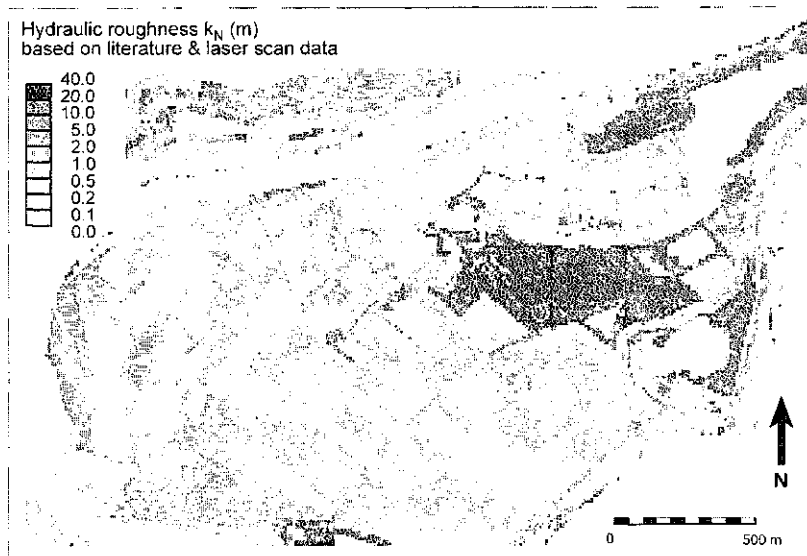 Hydraulic roughness k_N (m)
based on literature & laser scan data
40.0
20.0
10.0
5.0
2.0
1.0
0.5
0.2
0.1
0.0
N
0 500 m